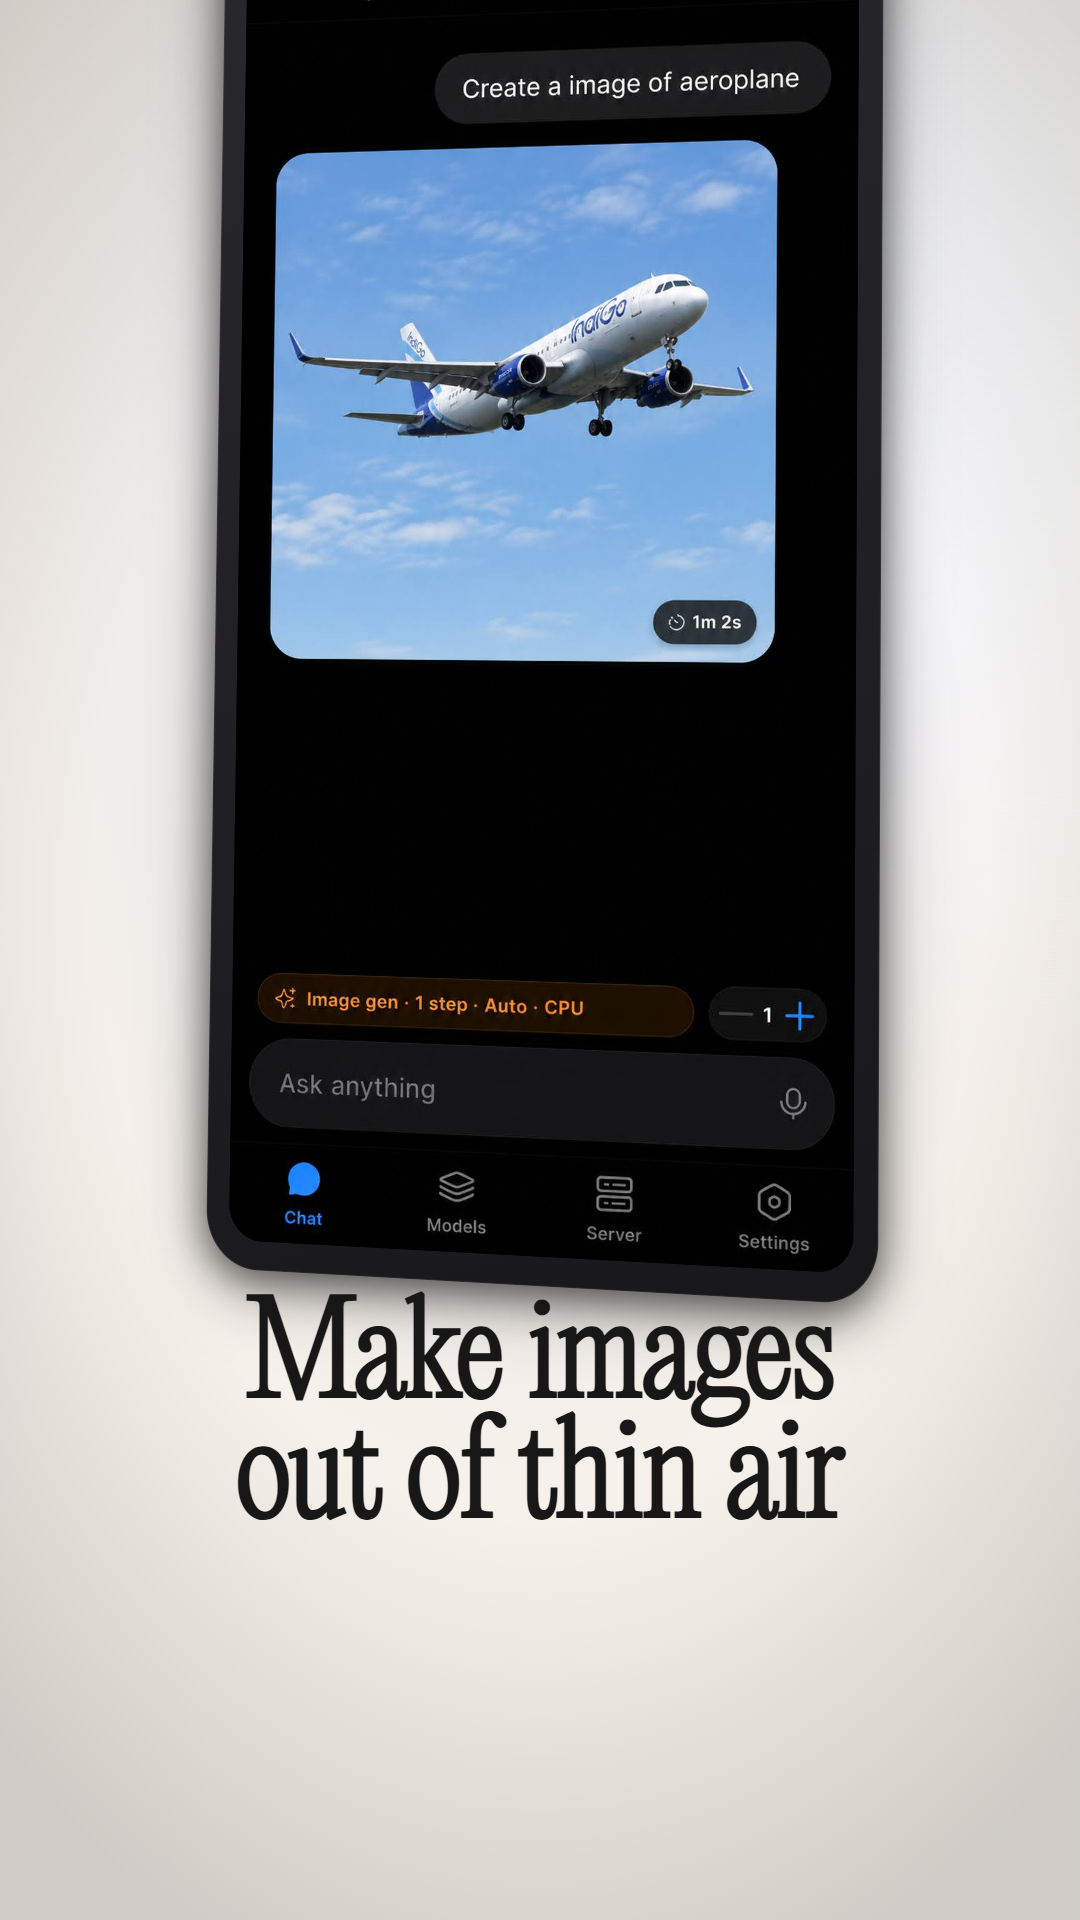 Create a image of aeroplane
IndiGo
IndiGo
1m 2s
Image gen · 1 step · Auto · CPU
1
Ask anything
Chat
Models
Server
Settings
Make images
out of thin air